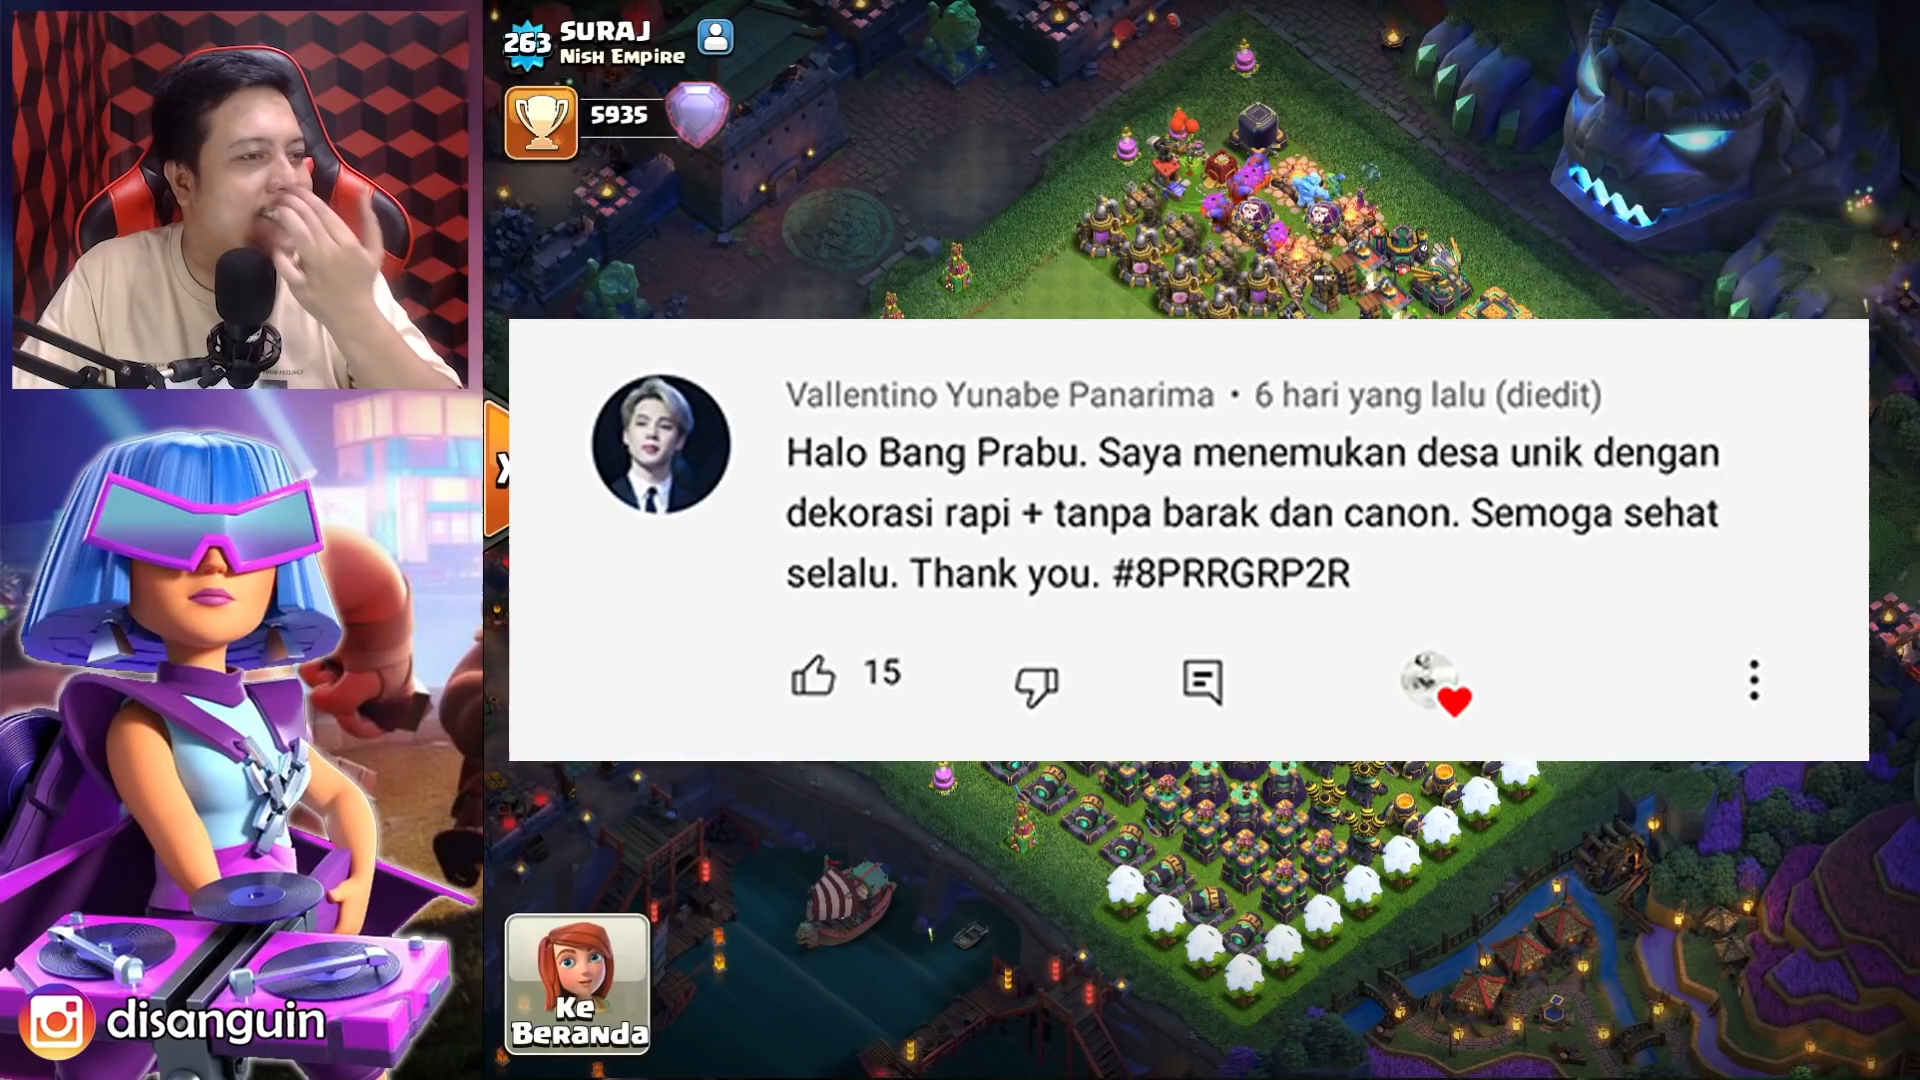 263
SURAJ
Nish Empire
5935
Vallentino Yunabe Panarima • 6 hari yang lalu (diedit)
Halo Bang Prabu. Saya menemukan desa unik dengan
dekorasi rapi + tanpa barak dan canon. Semoga sehat
selalu. Thank you. #8PRRGRP2R
15
Ke
Beranda
disanguin